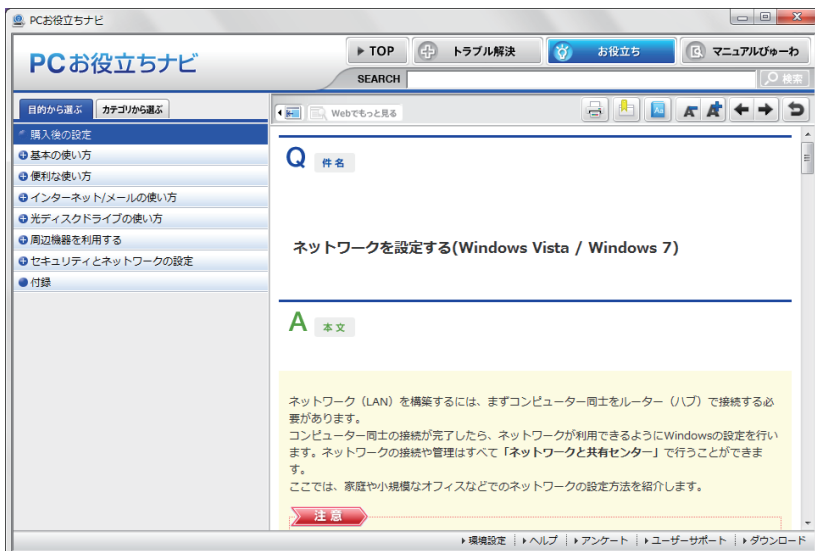 PCお役立ちナビ
PCお役立ちナビ
TOP
トラブル解決
お役立ち
マニュアルびゅーわ
SEARCH
検索
目的から選ぶ
カテゴリから選ぶ
Webでもっと見る
購入後の設定
基本の使い方
便利な使い方
インターネット/メールの使い方
光ディスクドライブの使い方
周辺機器を利用する
セキュリティとネットワークの設定
付録
Q 件名
ネットワークを設定する(Windows Vista / Windows 7)
A 本文
ネットワーク（LAN）を構築するには、まずコンピューター同士をルーター（ハブ）で接続する必
要があります。
コンピューター同士の接続が完了したら、ネットワークが利用できるようにWindowsの設定を行い
ます。ネットワークの接続や管理はすべて「ネットワークと共有センター」で行うことができま
す。
ここでは、家庭や小規模なオフィスなどでのネットワークの設定方法を紹介します。
注意
環境設定
ヘルプ
アンケート
ユーザーサポート
ダウンロード